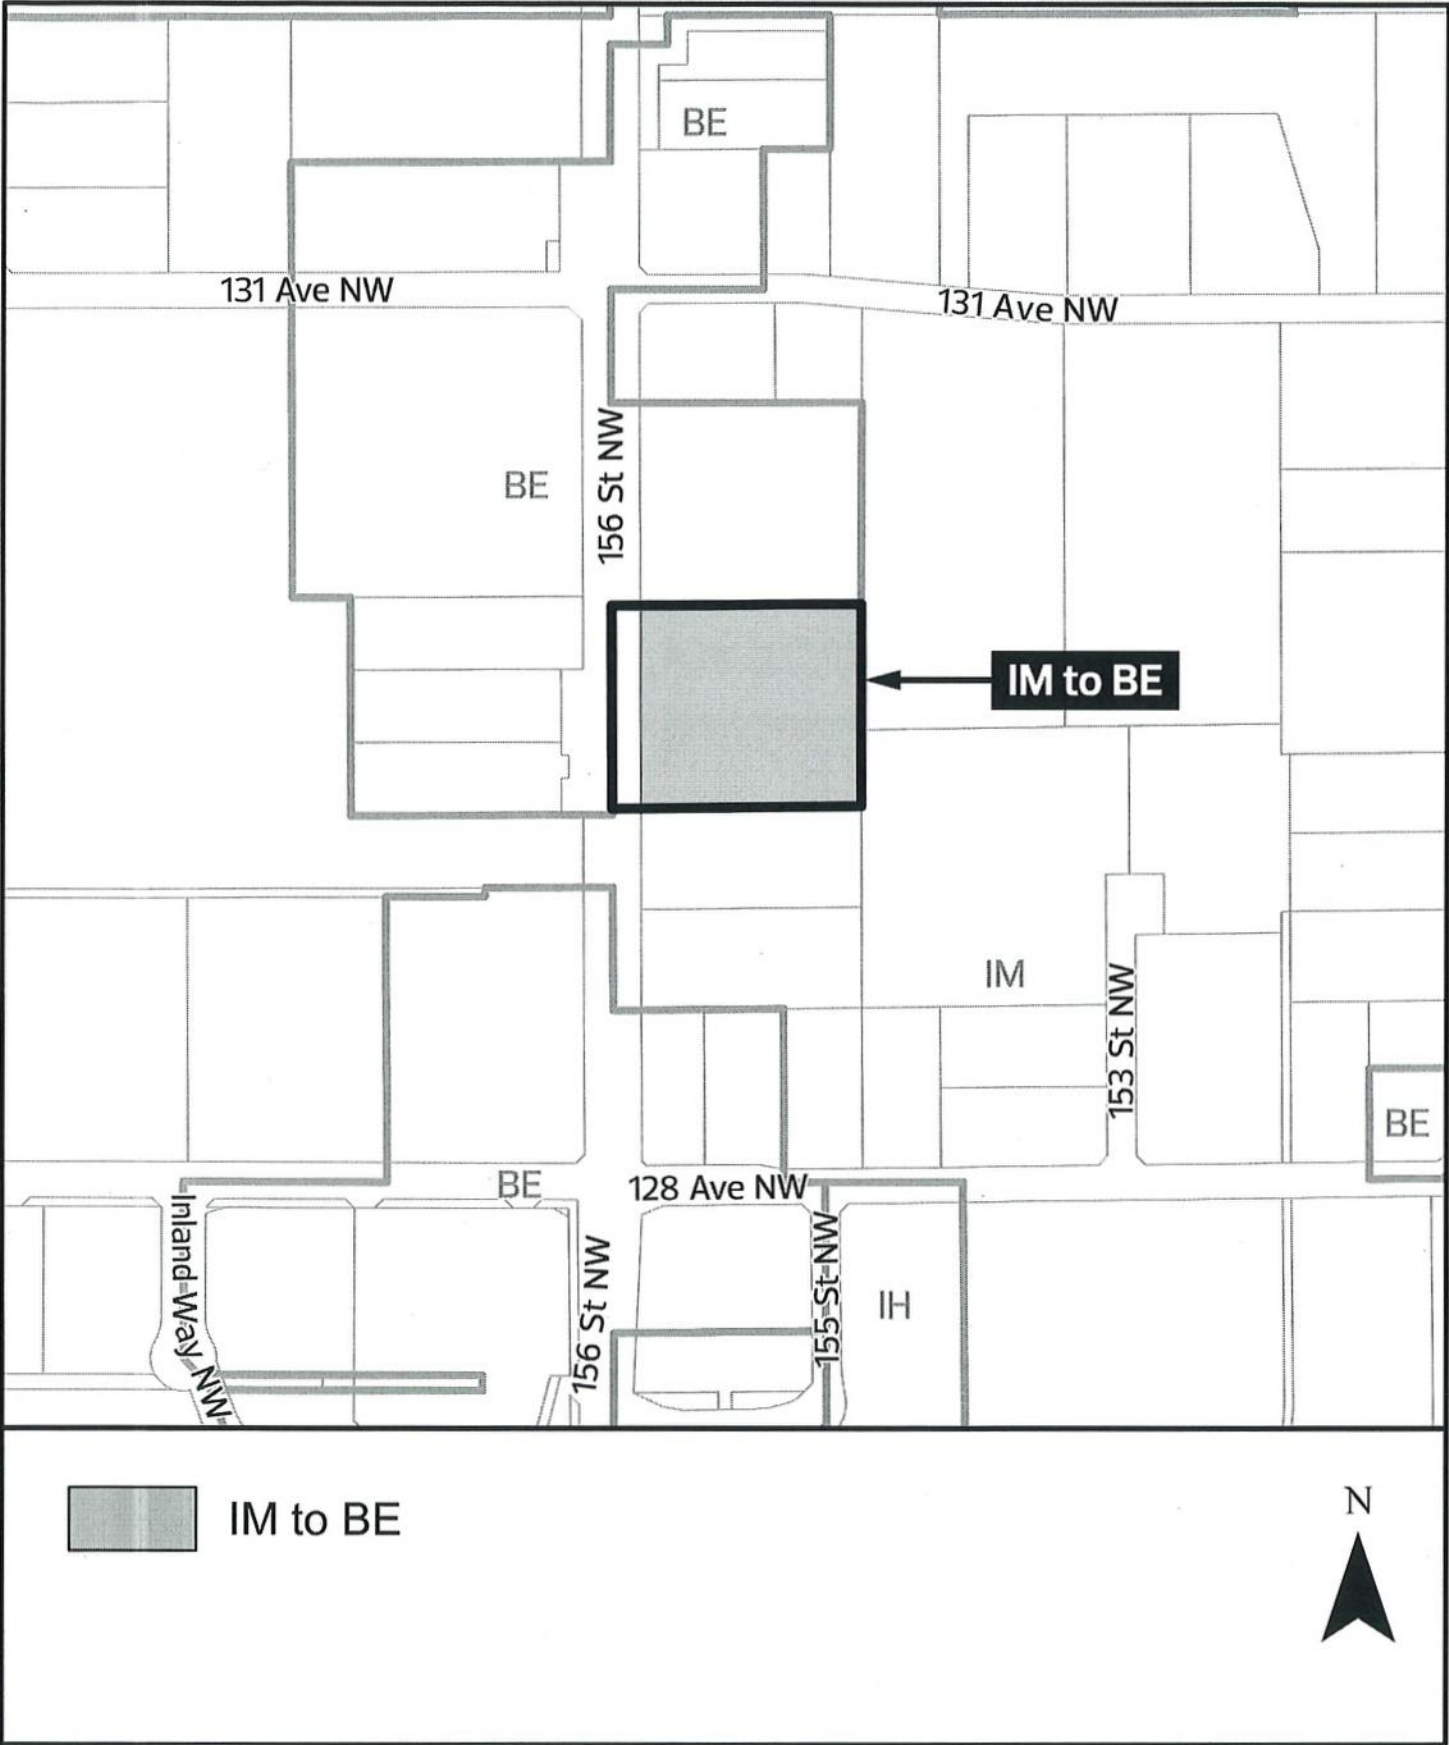 BE
131 Ave NW
131 Ave NW
BE
156 St NW
IM to BE
IM
153 St NW
BE
BE
128 Ave NW
Inland Way NW
156 St NW
155 St NW
IH
IM to BE
N